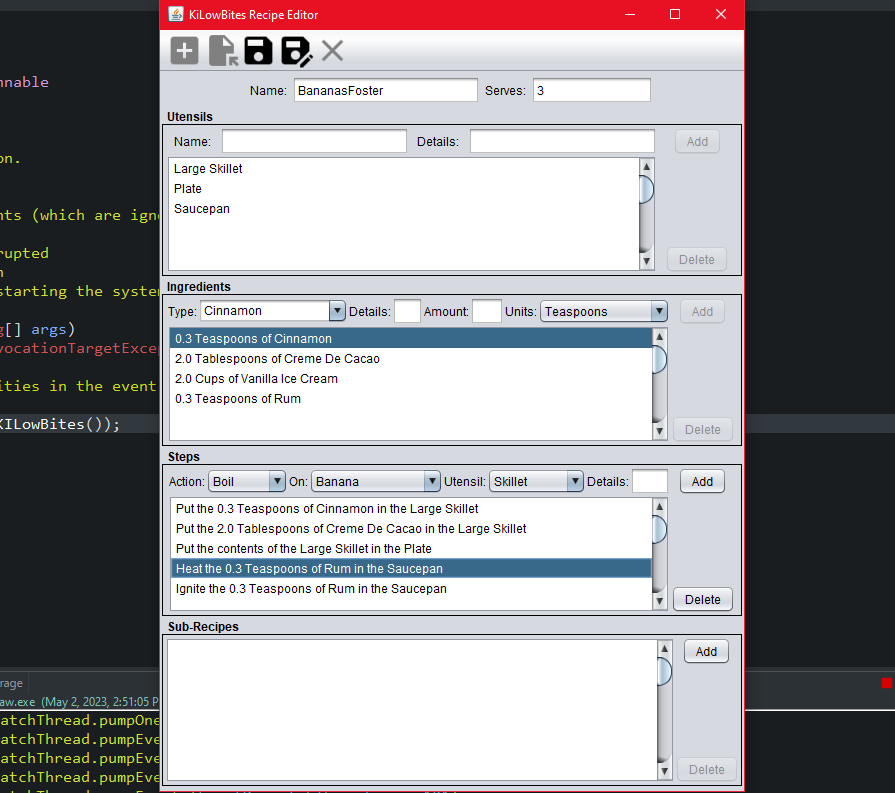 KiLowBites Recipe Editor
Name: BananasFoster Serves: 3
Utensils
Name: Details: Add
Large Skillet
Plate
Saucepan
Delete
Ingredients
Type: Cinnamon Details: Amount: Units: Teaspoons Add
0.3 Teaspoons of Cinnamon
2.0 Tablespoons of Creme De Cacao
2.0 Cups of Vanilla Ice Cream
0.3 Teaspoons of Rum
Delete
Steps
Action: Boil On: Banana Utensil: Skillet Details: Add
Put the 0.3 Teaspoons of Cinnamon in the Large Skillet
Put the 2.0 Tablespoons of Creme De Cacao in the Large Skillet
Put the contents of the Large Skillet in the Plate
Heat the 0.3 Teaspoons of Rum in the Saucepan
Ignite the 0.3 Teaspoons of Rum in the Saucepan
Delete
Sub-Recipes
Add
Delete
nnable
on.
nts (which are ign
rupted
n
starting the system
g[] args)
vocationTargetExce
ities in the event
KILowBites());
rage
aw.exe (May 2, 2023, 2:51:05 P
atchThread.pumpOne
atchThread.pumpEve
atchThread.pumpEve
atchThread.pumpEve